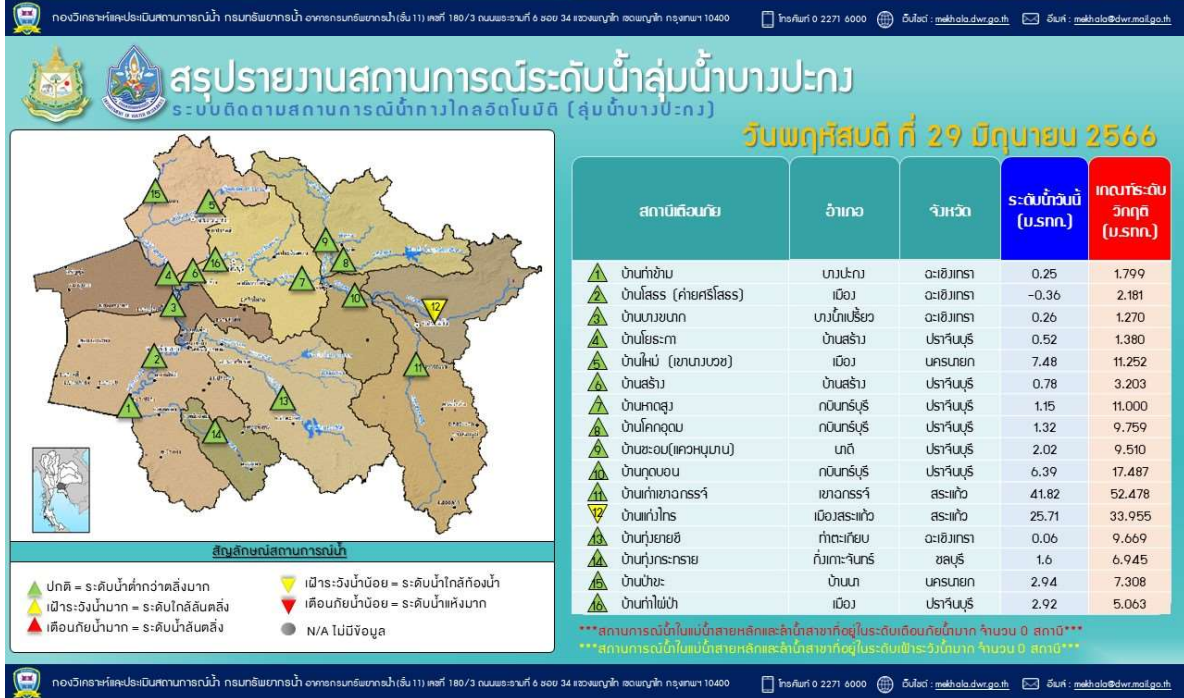 กองวิเคราะห์และประเมินสถานการณ์น้ำ กรมทรัพยากรน้ำ อาคารกรมทรัพยากรน้ำ(ชั้น 11) เลขที่ 180/3 ถนนพระรามที่ 6 ซอย 34 แขวงพญาไท เขตพญาไท กรุงเทพฯ 10400 โทรศัพท์ 0 2271 6000 เว็บไซต์ : mekhala.dwr.go.th อีเมล์ : mekhala@dwr.mail.go.th
สรุปรายงานสถานการณ์ระดับน้ำลุ่มน้ำบางปะกง
ระบบติดตามสถานการณ์น้ำทางไกลอัตโนมัติ (ลุ่มน้ำบางปะกง)
วันพฤหัสบดี ที่ 29 มิถุนายน 2566
15
5
9
16
8
4
6
7
10
3
12
2
11
1
13
14
สัญลักษณ์สถานการณ์น้ำ
ปกติ = ระดับน้ำต่ำกว่าตลิ่งมาก
เฝ้าระวังน้ำน้อย = ระดับน้ำใกล้ท้องน้ำ
เฝ้าระวังน้ำมาก = ระดับใกล้ล้นตลิ่ง
เตือนภัยน้ำน้อย = ระดับน้ำแห้งมาก
เตือนภัยน้ำมาก = ระดับน้ำล้นตลิ่ง
N/A ไม่มีข้อมูล
สถานีเตือนภัย อำเภอ จังหวัด ระดับน้ำวันนี้ (ม.รทก.) เกณฑ์ระดับวิกฤติ (ม.รทก.)
1 บ้านท่าข้าม บางปะกง ฉะเชิงเทรา 0.25 1.799
2 บ้านโสธร (ค่ายศรีโสธร) เมือง ฉะเชิงเทรา -0.36 2.181
3 บ้านบางขนาก บางน้ำเปรี้ยว ฉะเชิงเทรา 0.26 1.270
4 บ้านโยธะกา บ้านสร้าง ปราจีนบุรี 0.52 1.380
5 บ้านใหม่ (เขานางบวช) เมือง นครนายก 7.48 11.252
6 บ้านสร้าง บ้านสร้าง ปราจีนบุรี 0.78 3.203
7 บ้านหาดสูง กบินทร์บุรี ปราจีนบุรี 1.15 11.000
8 บ้านโคกอุดม กบินทร์บุรี ปราจีนบุรี 1.32 9.759
9 บ้านชะอม(แควหนุมาน) นาดี ปราจีนบุรี 2.02 9.510
10 บ้านกุดบอน กบินทร์บุรี ปราจีนบุรี 6.39 17.487
11 บ้านเก่าเขาฉกรรจ์ เขาฉกรรจ์ สระแก้ว 41.82 52.478
12 บ้านแก่งไทร เมืองสระแก้ว สระแก้ว 25.71 33.955
13 บ้านทุ่งยายชี ท่าตะเกียบ ฉะเชิงเทรา 0.06 9.669
14 บ้านทุ่งกระทราย กิ่งเกาะจันทร์ ชลบุรี 1.6 6.945
15 บ้านป่าขะ บ้านนา นครนายก 2.94 7.308
16 บ้านท่าไผ่ป่า เมือง ปราจีนบุรี 2.92 5.063
***สถานการณ์น้ำในแม่น้ำสายหลักและลำน้ำสาขาที่อยู่ในระดับเตือนภัยน้ำมาก จำนวน 0 สถานี***
***สถานการณ์น้ำในแม่น้ำสายหลักและลำน้ำสาขาที่อยู่ในระดับเฝ้าระวังน้ำมาก จำนวน 0 สถานี***
กองวิเคราะห์และประเมินสถานการณ์น้ำ กรมทรัพยากรน้ำ อาคารกรมทรัพยากรน้ำ(ชั้น 11) เลขที่ 180/3 ถนนพระรามที่ 6 ซอย 34 แขวงพญาไท เขตพญาไท กรุงเทพฯ 10400 โทรศัพท์ 0 2271 6000 เว็บไซต์ : mekhala.dwr.go.th อีเมล์ : mekhala@dwr.mail.go.th